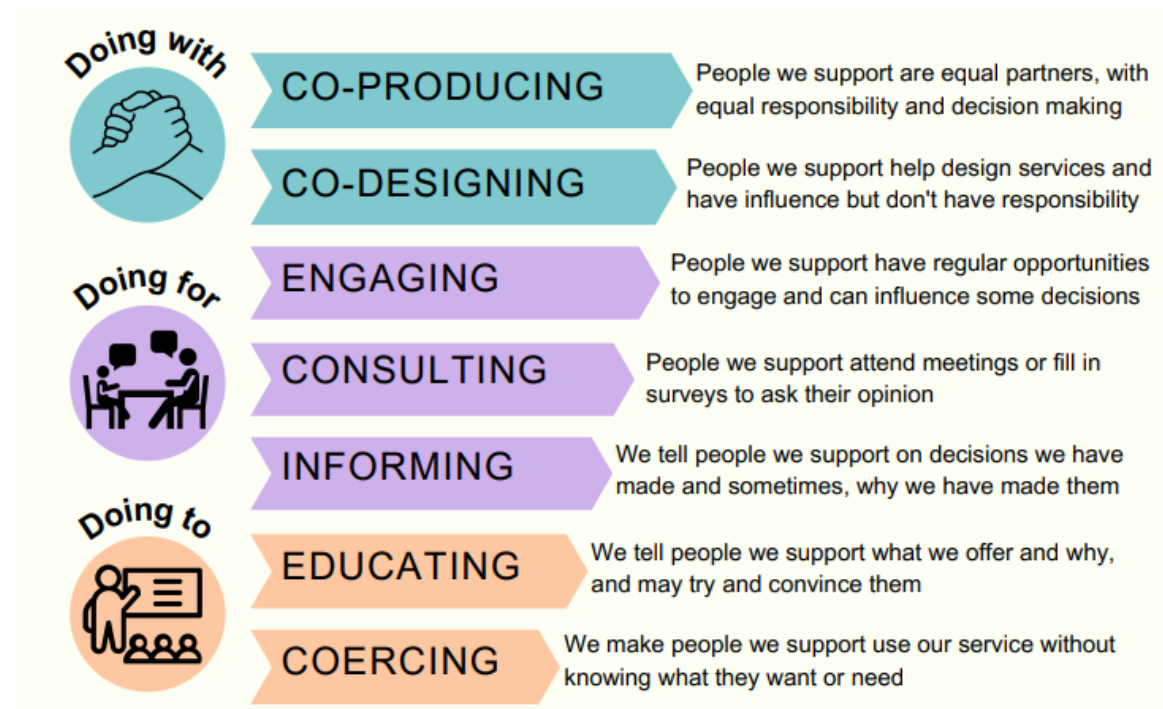 Doing with
CO-PRODUCING
People we support are equal partners, with
equal responsibility and decision making
CO-DESIGNING
People we support help design services and
have influence but don't have responsibility
Doing for
ENGAGING
People we support have regular opportunities
to engage and can influence some decisions
CONSULTING
People we support attend meetings or fill in
surveys to ask their opinion
INFORMING
We tell people we support on decisions we have
made and sometimes, why we have made them
Doing to
EDUCATING
We tell people we support what we offer and why,
and may try and convince them
COERCING
We make people we support use our service without
knowing what they want or need